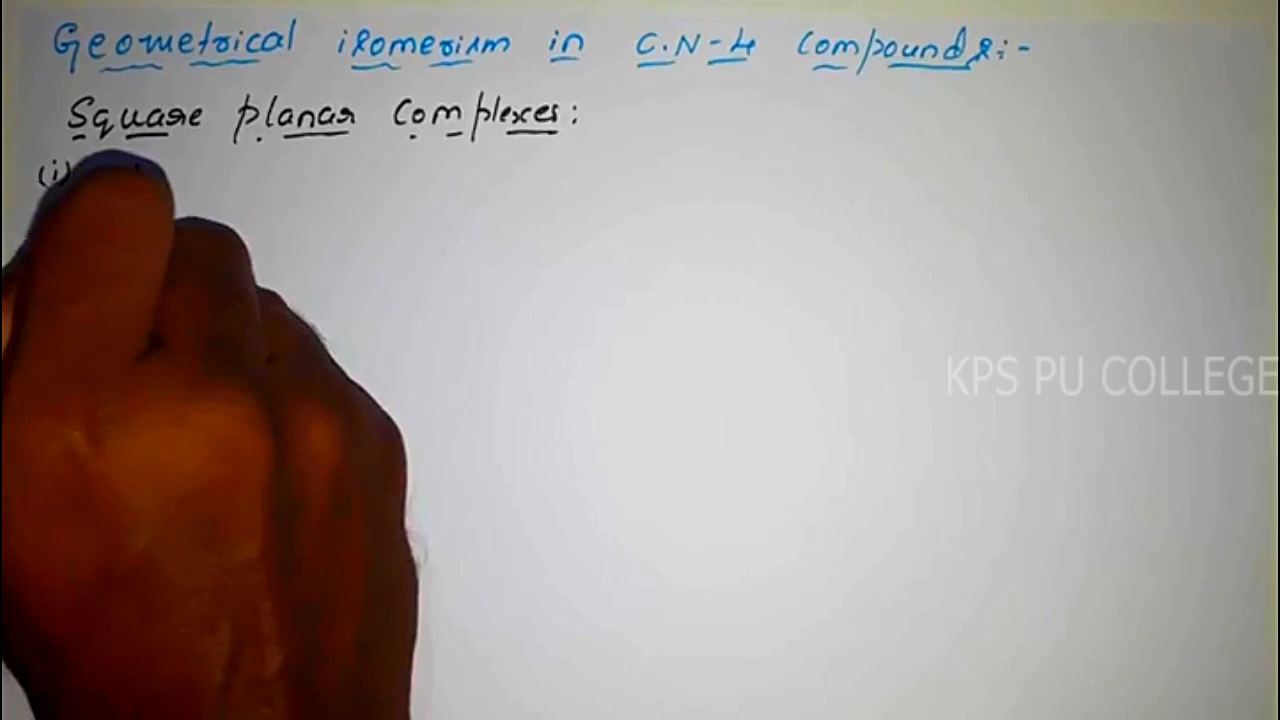 Geometrical isomerism in C.N-4 compounds:-
Square planar complexes:
(i)
KPS PU COLLEGE